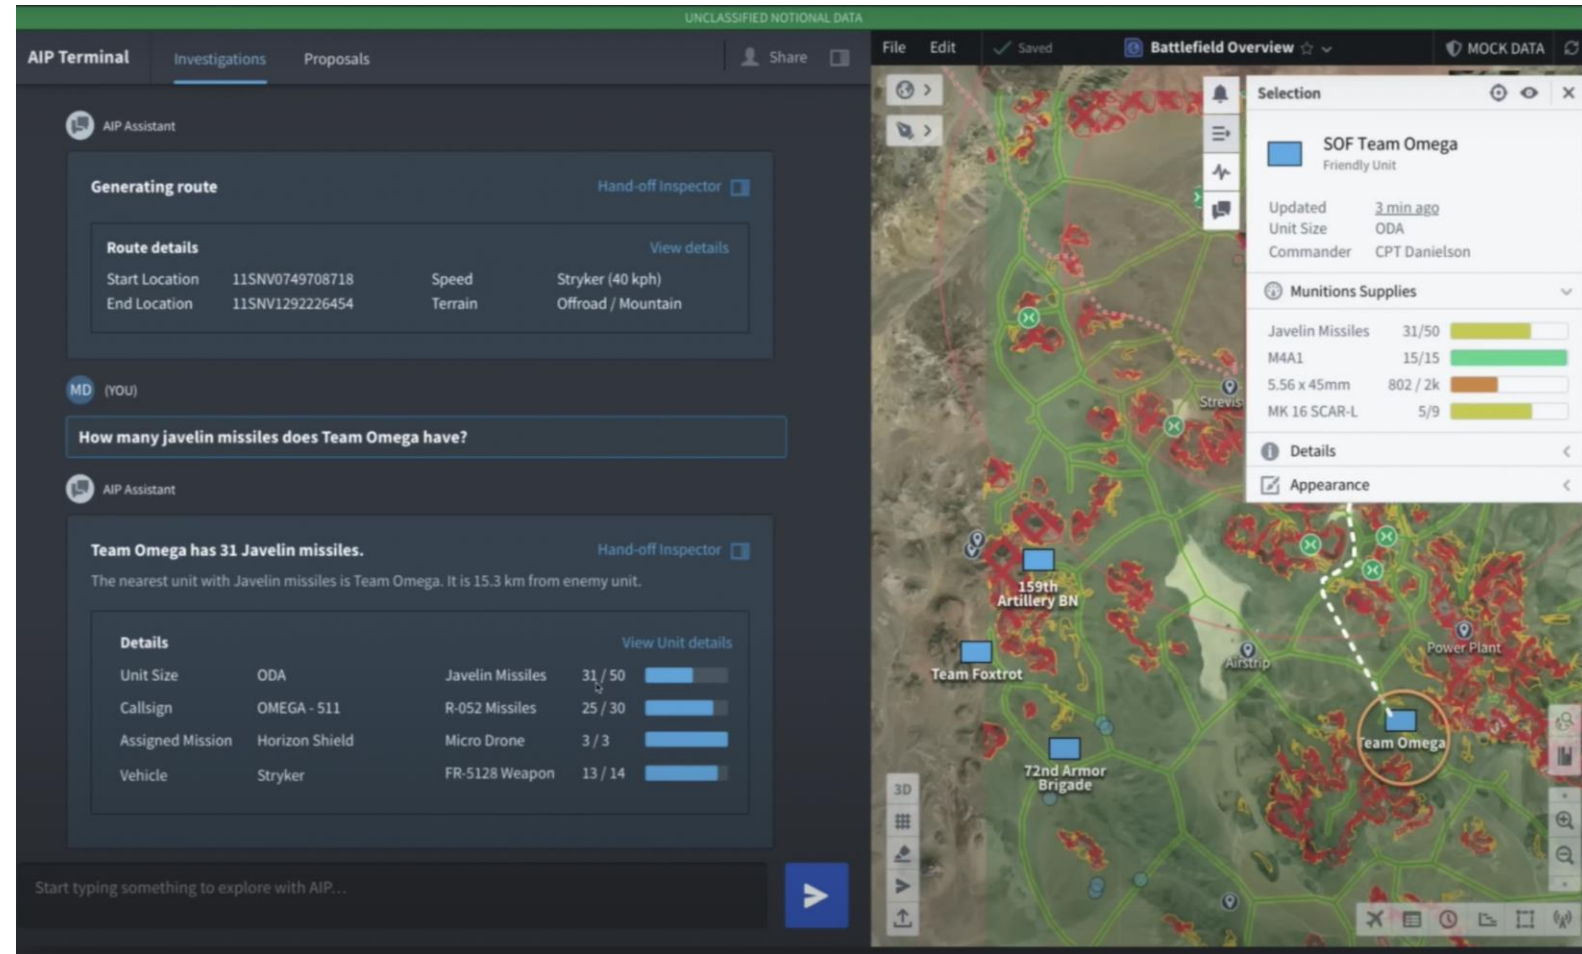 UNCLASSIFIED NOTIONAL DATA
AIP Terminal
Investigations
Proposals
Share
AIP Assistant
Generating route
Hand-off Inspector
Route details
View details
Start Location 11SNV0749708718 Speed Stryker (40 kph)
End Location 11SNV1292226454 Terrain Offroad / Mountain
MD (YOU)
How many javelin missiles does Team Omega have?
AIP Assistant
Team Omega has 31 Javelin missiles.
Hand-off Inspector
The nearest unit with Javelin missiles is Team Omega. It is 15.3 km from enemy unit.
Details
View Unit details
Unit Size ODA Javelin Missiles 31 / 50
Callsign OMEGA - 511 R-052 Missiles 25 / 30
Assigned Mission Horizon Shield Micro Drone 3 / 3
Vehicle Stryker FR-5128 Weapon 13 / 14
Start typing something to explore with AIP...
File Edit Saved Battlefield Overview MOCK DATA
Selection
SOF Team Omega
Friendly Unit
Updated 3 min ago
Unit Size ODA
Commander CPT Danielson
Munitions Supplies
Javelin Missiles 31/50
M4A1 15/15
5.56 x 45mm 802 / 2k
MK 16 SCAR-L 5/9
Details
Appearance
Strevis
159th
Artillery BN
Team Foxtrot
Airstrip
Power Plant
Team Omega
72nd Armor
Brigade
3D